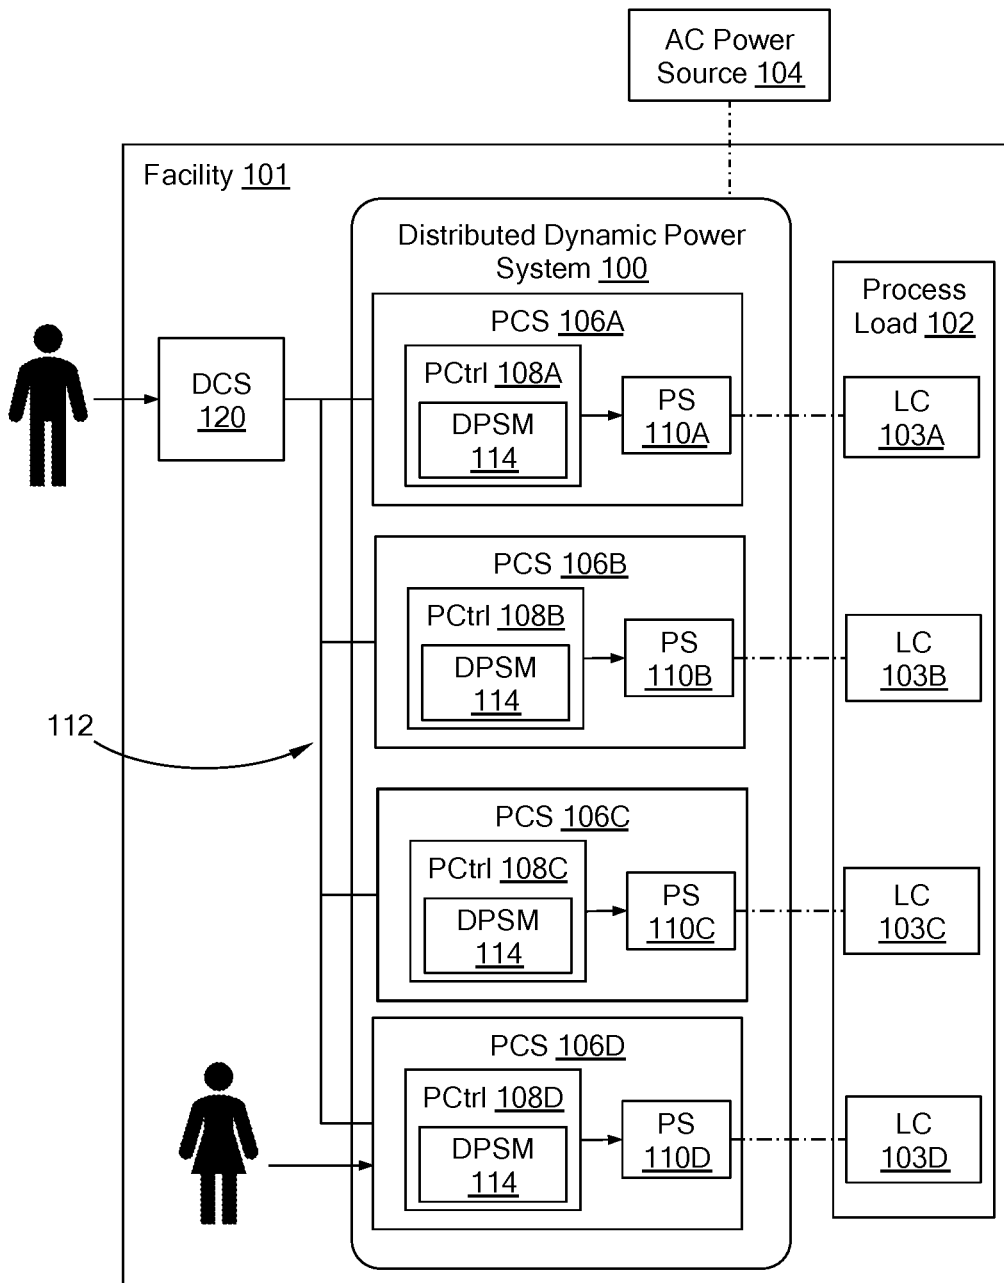 AC Power
Source 104
Facility 101
Distributed Dynamic Power
System 100
Process
Load 102
PCS 106A
PCtrl 108A
DPSM
114
PS
110A
LC
103A
DCS
120
PCS 106B
PCtrl 108B
DPSM
114
PS
110B
LC
103B
112
PCS 106C
PCtrl 108C
DPSM
114
PS
110C
LC
103C
PCS 106D
PCtrl 108D
DPSM
114
PS
110D
LC
103D